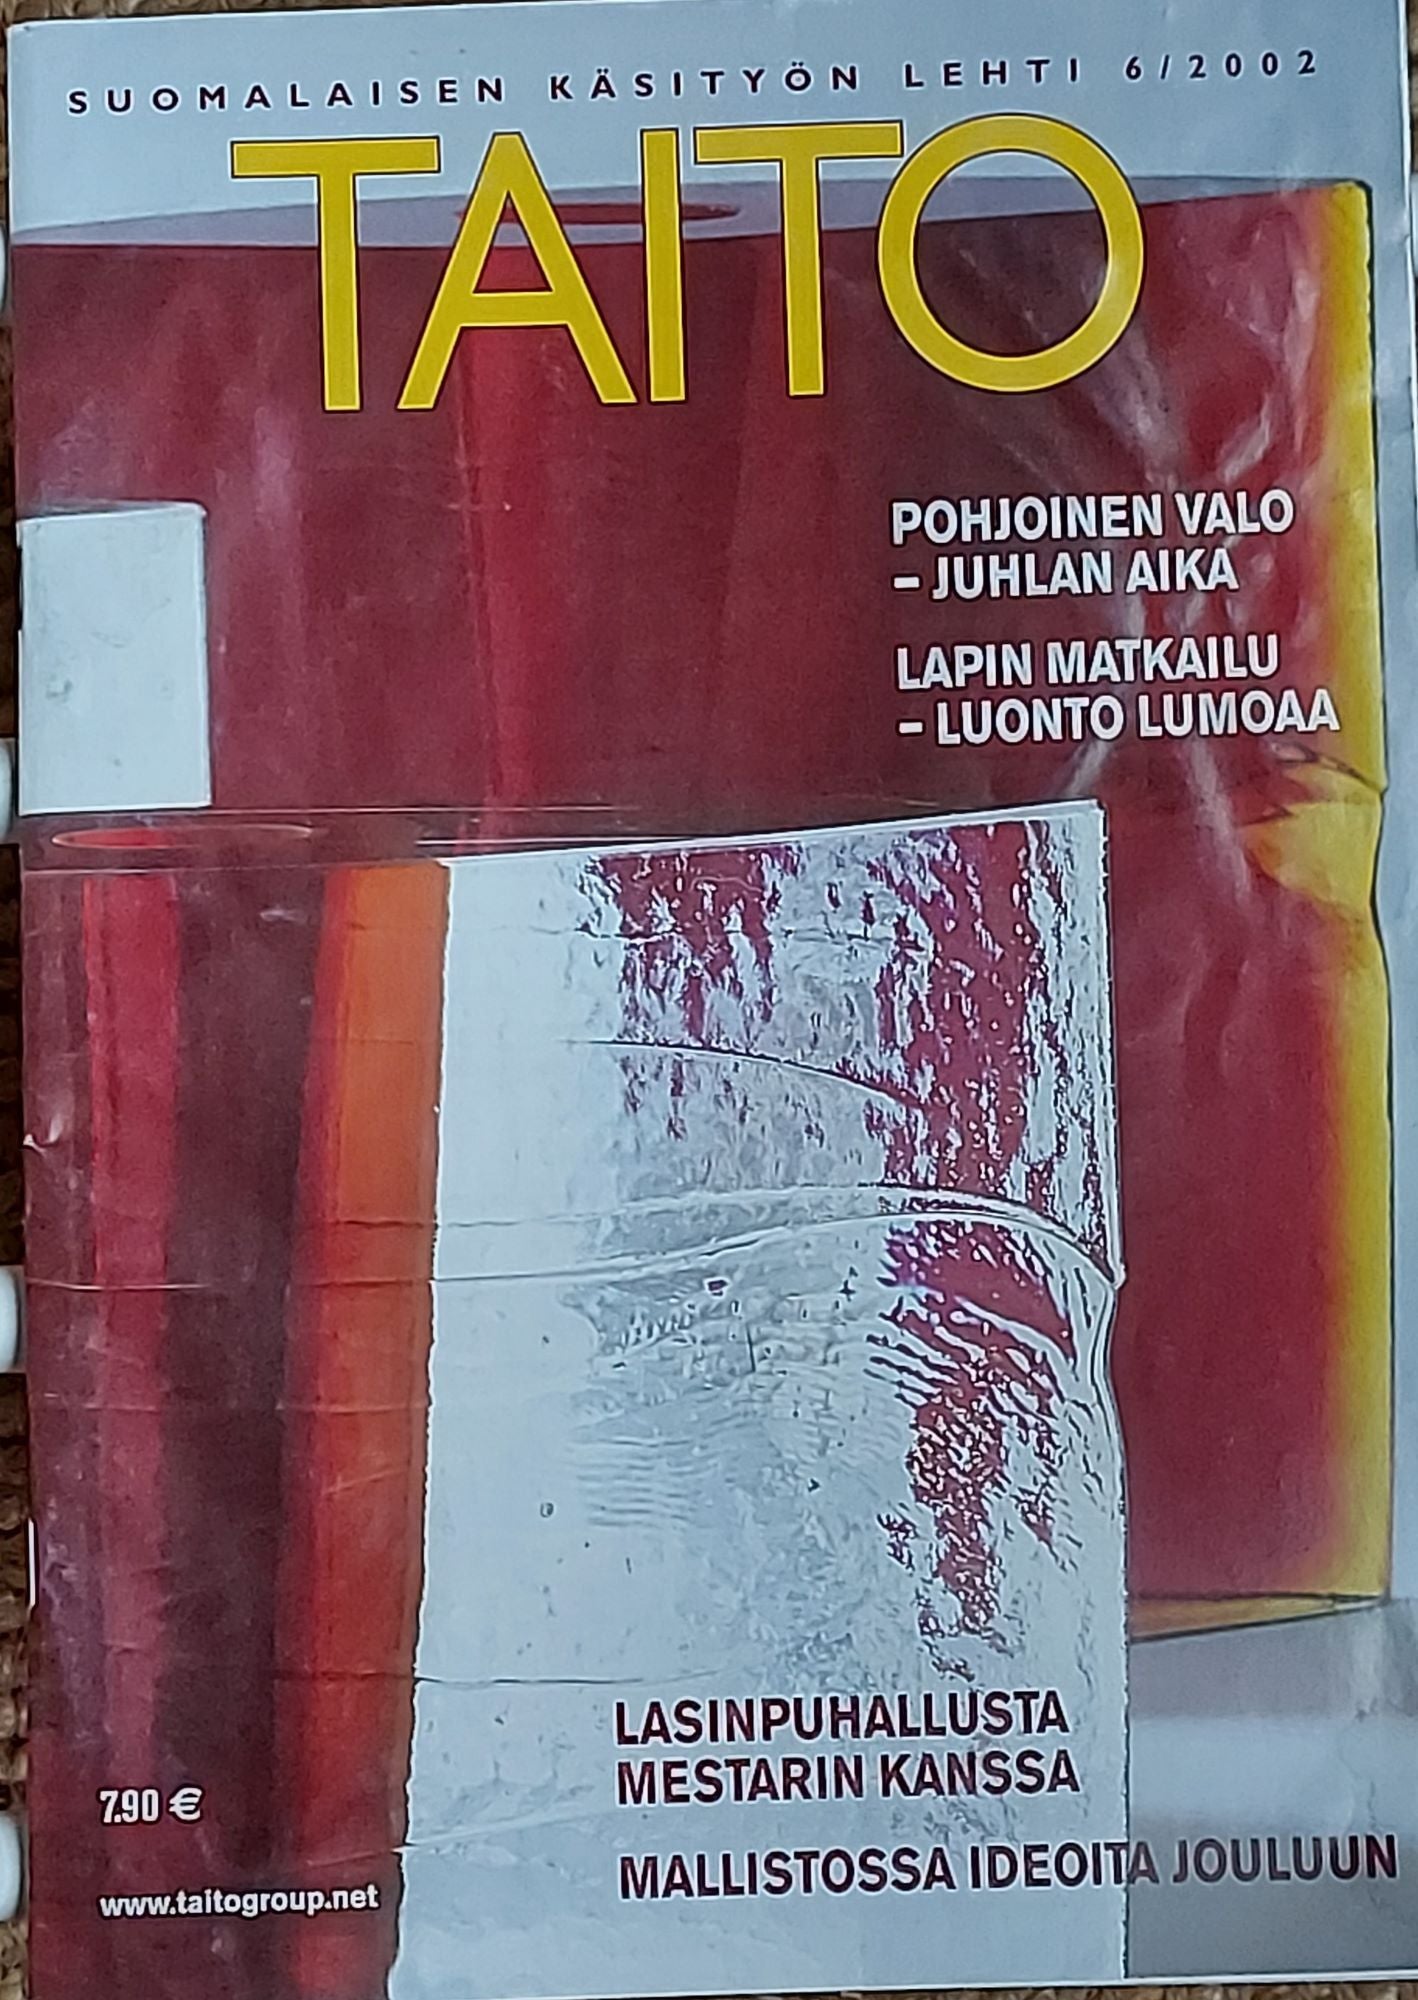 SUOMALAISEN KÄSITYÖN LEHTI 6/2002
TAITO
POHJOINEN VALO
– JUHLAN AIKA
LAPIN MATKAILU
– LUONTO LUMOAA
LASINPUHALLUSTA
MESTARIN KANSSA
7.90 €
MALLISTOSSA IDEOITA JOULUUN
www.taitogroup.net